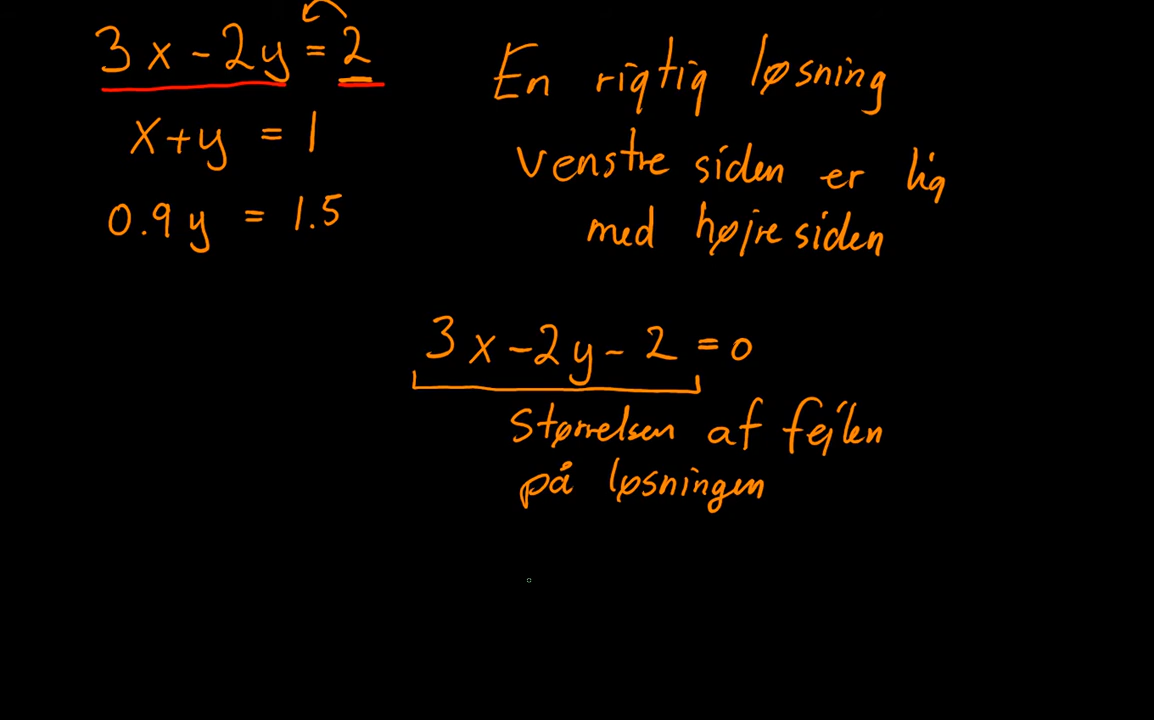 3x - 2y = 2
x + y = 1
0.9y = 1.5
En rigtig løsning
venstre siden er lig
med højre siden
3x - 2y - 2 = 0
Størrelsen af fejlen
på løsningen